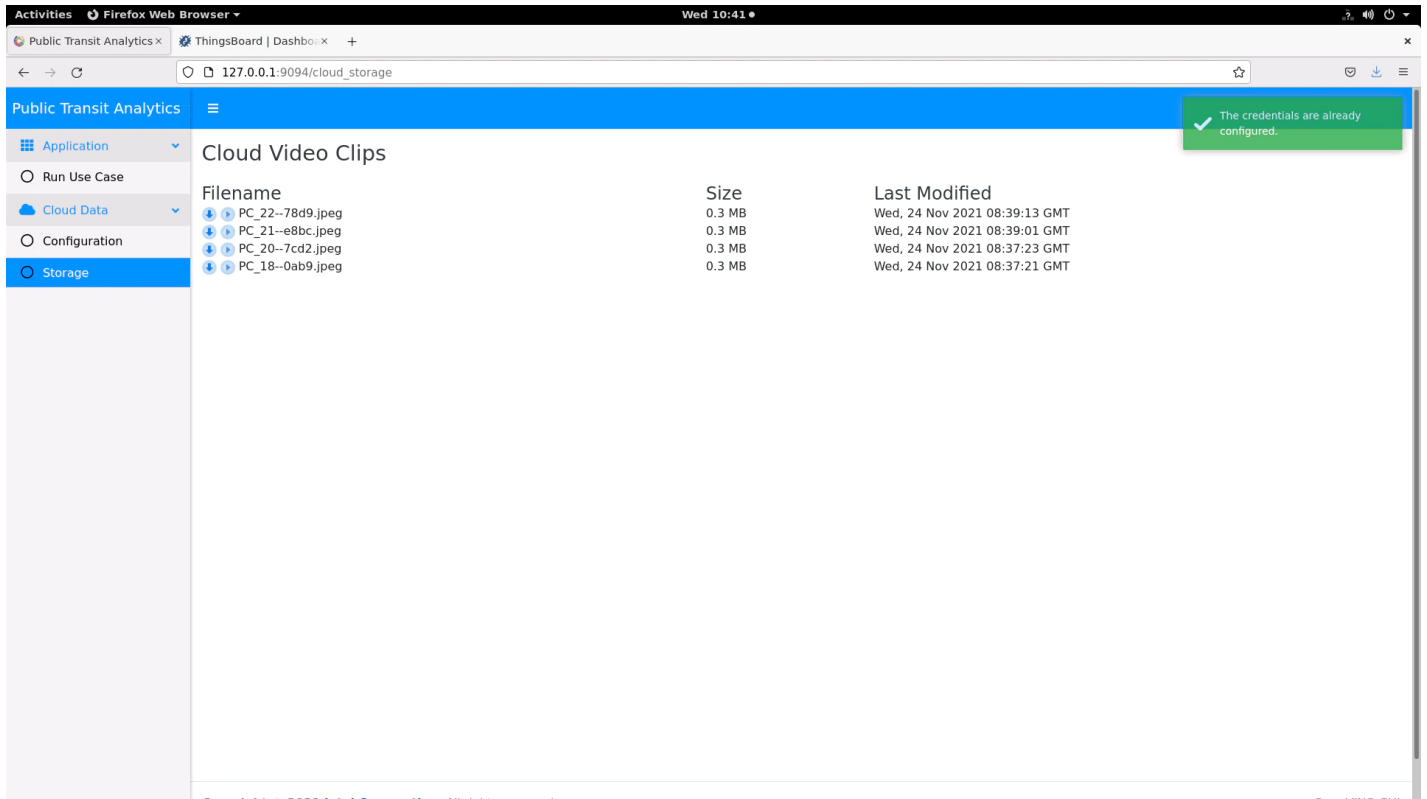 Activities Firefox Web Browser Wed 10:41
Public Transit Analytics × ThingsBoard | Dashboa × +
127.0.0.1:9094/cloud_storage
Public Transit Analytics
The credentials are already
configured.
Application
Cloud Video Clips
Run Use Case
Filename Size Last Modified
Cloud Data
PC_22--78d9.jpeg 0.3 MB Wed, 24 Nov 2021 08:39:13 GMT
PC_21--e8bc.jpeg 0.3 MB Wed, 24 Nov 2021 08:39:01 GMT
Configuration
PC_20--7cd2.jpeg 0.3 MB Wed, 24 Nov 2021 08:37:23 GMT
PC_18--0ab9.jpeg 0.3 MB Wed, 24 Nov 2021 08:37:21 GMT
Storage